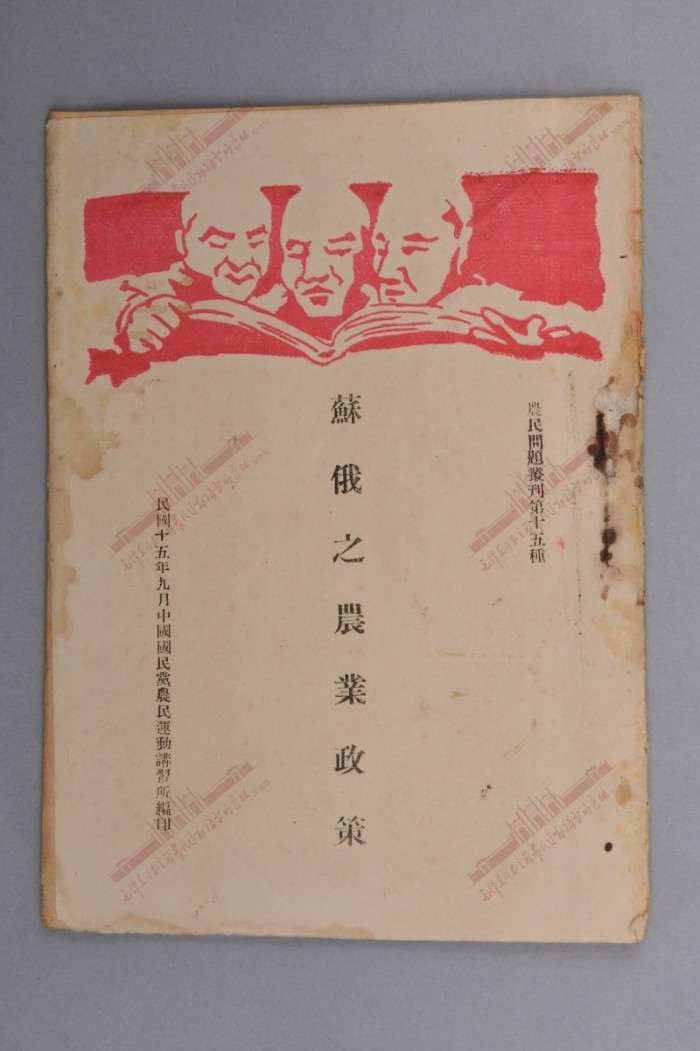 農民問題叢刊第十五種
蘇俄之農業政策
民國十五年九月中國國民黨農民運動講習所編印